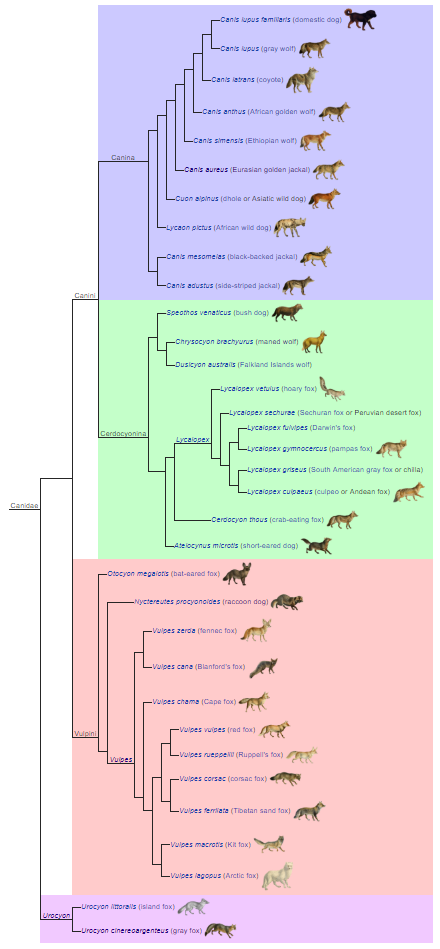 Canis lupus familiaris (domestic dog)
Canis lupus (gray wolf)
Canis latrans (coyote)
Canis anthus (African golden wolf)
Canis simensis (Ethiopian wolf)
Canina
Canis aureus (Eurasian golden jackal)
Cuon alpinus (dhole or Asiatic wild dog)
Lycaon pictus (African wild dog)
Canis mesomelas (black-backed jackal)
Canis adustus (side-striped jackal)
Canini
Speothos venaticus (bush dog)
Chrysocyon brachyurus (maned wolf)
Dusicyon australis (Falkland Islands wolf)
Lycalopex vetulus (hoary fox)
Lycalopex sechurae (Sechuran fox or Peruvian desert fox)
Lycalopex fulvipes (Darwin's fox)
Cerdocyonina
Lycalopex
Lycalopex gymnocercus (pampas fox)
Lycalopex griseus (South American gray fox or chilla)
Lycalopex culpaeus (culpeo or Andean fox)
Canidae
Cerdocyon thous (crab-eating fox)
Atelocynus microtis (short-eared dog)
Otocyon megalotis (bat-eared fox)
Nyctereutes procyonoides (raccoon dog)
Vulpes zerda (fennec fox)
Vulpes cana (Blanford's fox)
Vulpes chama (Cape fox)
Vulpini
Vulpes vulpes (red fox)
Vulpes rueppellii (Ruppell's fox)
Vulpes
Vulpes corsac (corsac fox)
Vulpes ferrilata (Tibetan sand fox)
Vulpes macrotis (Kit fox)
Vulpes lagopus (Arctic fox)
Urocyon littoralis (island fox)
Urocyon
Urocyon cinereoargenteus (gray fox)